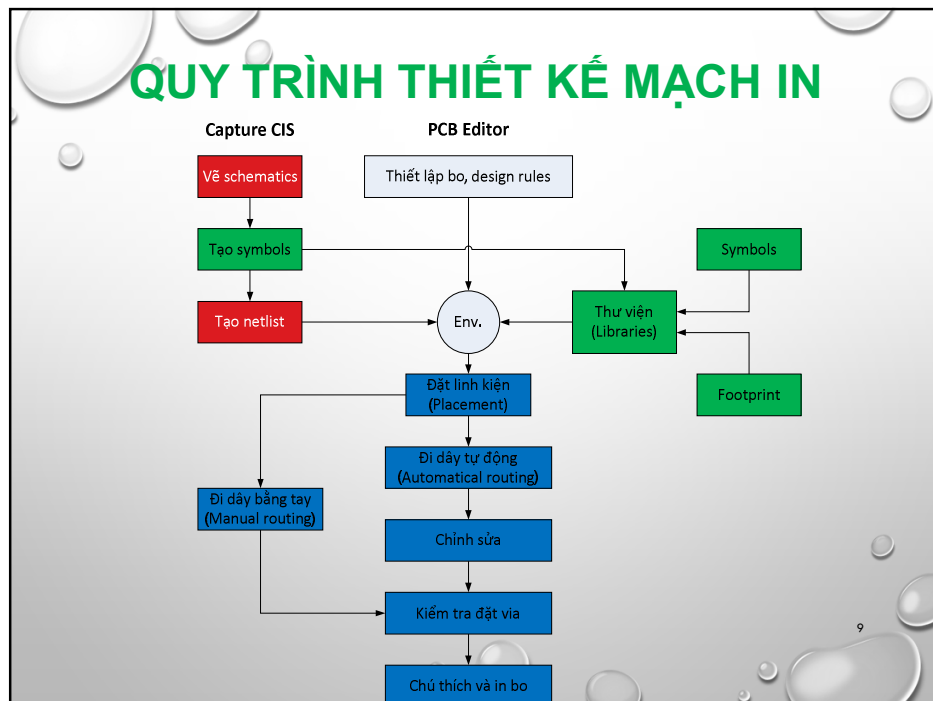 QUY TRÌNH THIẾT KẾ MẠCH IN
Capture CIS
PCB Editor
Vẽ schematics
Thiết lập bo, design rules
Tạo symbols
Symbols
Tạo netlist
Env.
Thư viện
(Libraries)
Đặt linh kiện
(Placement)
Footprint
Đi dây tự động
(Automatical routing)
Đi dây bằng tay
(Manual routing)
Chỉnh sửa
Kiểm tra đặt via
9
Chú thích và in bo